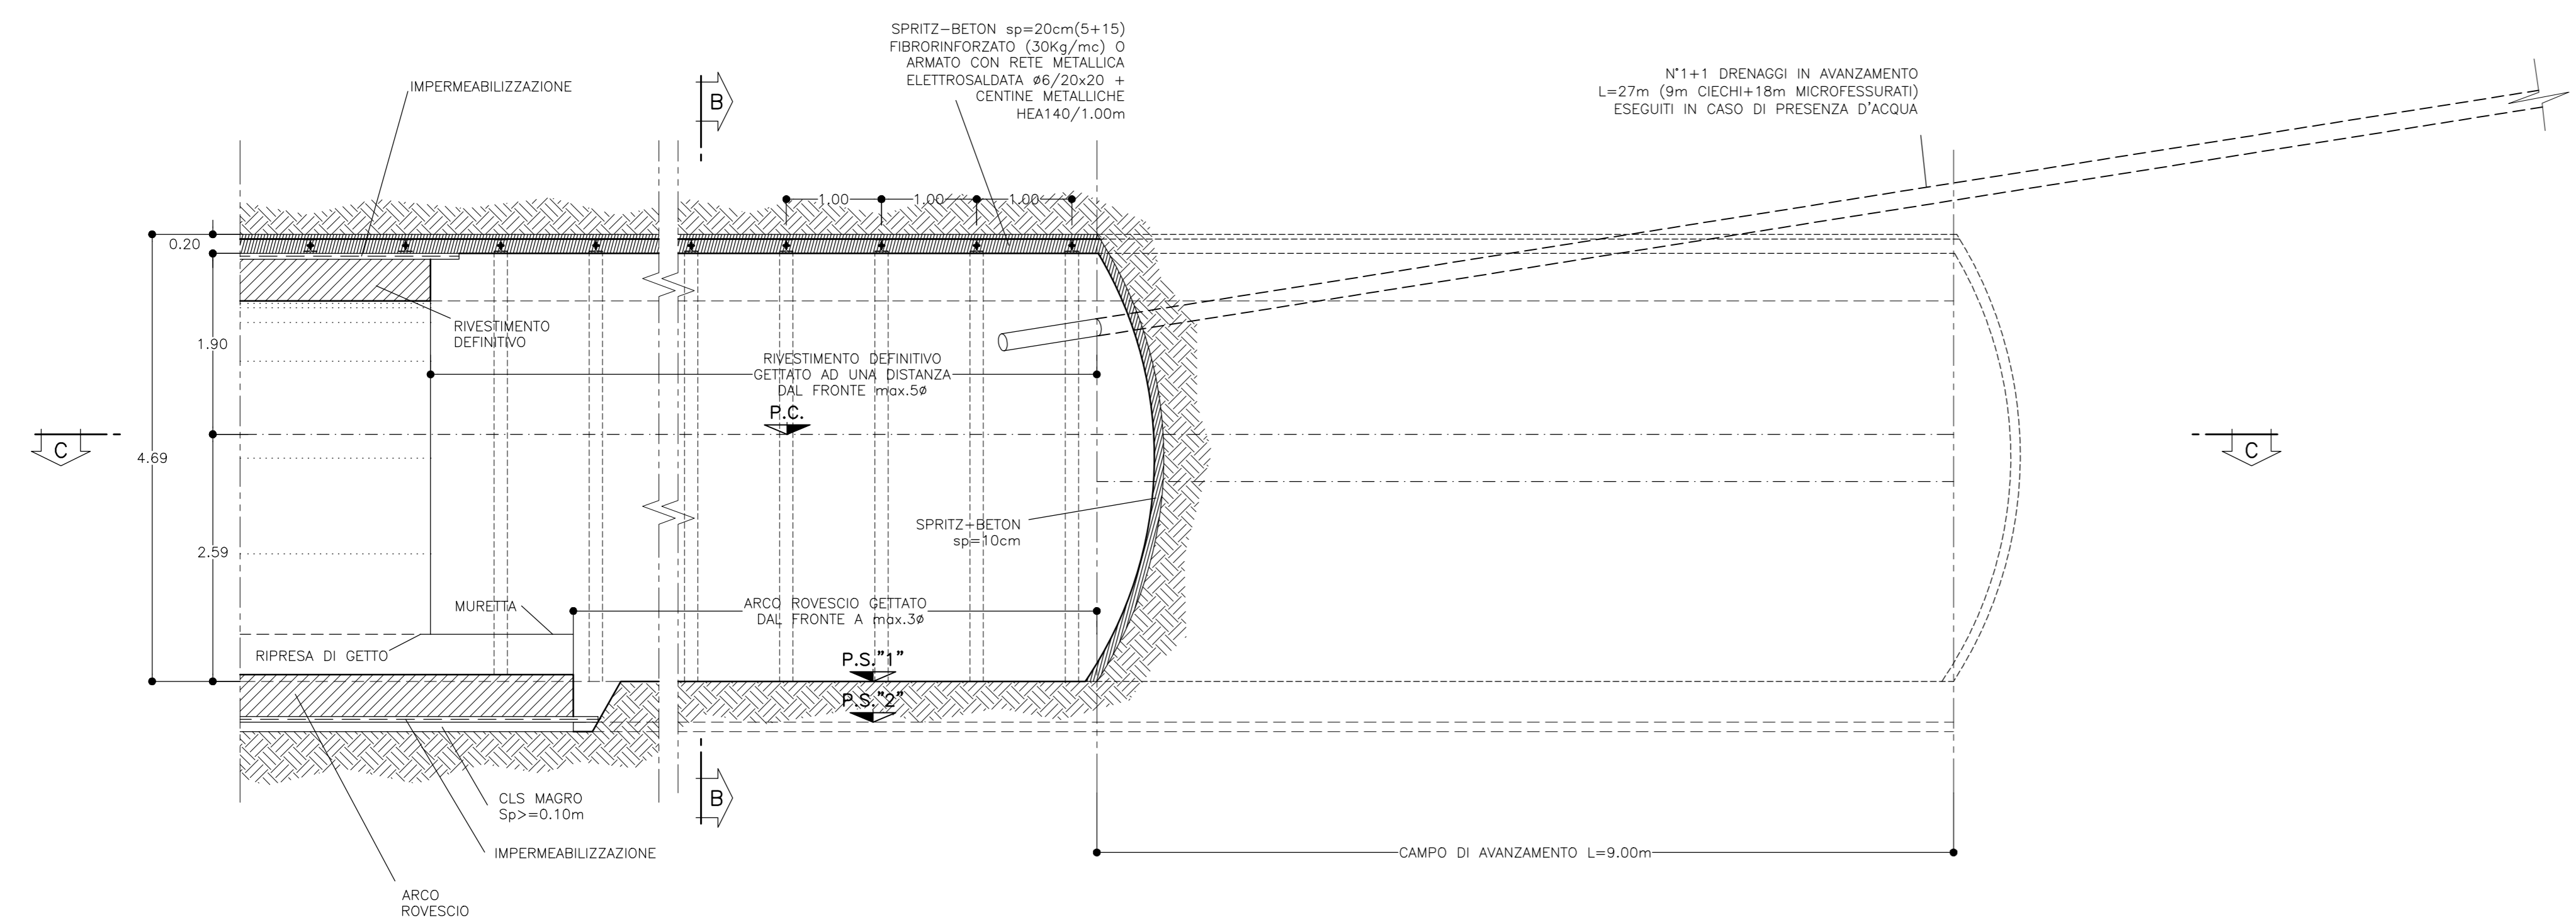 SPRITZ-BETON sp=20cm(5+15)
FIBRORINFORZATO (30Kg/mc) O
ARMATO CON RETE METALLICA
ELETTROSALDATA ø6/20x20 +
CENTINE METALLICHE
HEA140/1.00m
N°1+1 DRENAGGI IN AVANZAMENTO
L=27m (9m CIECHI+18m MICROFESSURATI)
ESEGUITI IN CASO DI PRESENZA D'ACQUA
IMPERMEABILIZZAZIONE
B
1.00
1.00
1.00
0.20
RIVESTIMENTO
DEFINITIVO
1.90
RIVESTIMENTO DEFINITIVO
GETTATO AD UNA DISTANZA
DAL FRONTE max.5ø
P.C.
C
C
4.69
SPRITZ-BETON
sp=10cm
2.59
MURETTA
ARCO ROVESCIO GETTATO
DAL FRONTE A max.3ø
RIPRESA DI GETTO
P.S."1"
P.S."2"
B
CLS MAGRO
Sp>=0.10m
IMPERMEABILIZZAZIONE
CAMPO DI AVANZAMENTO L=9.00m
ARCO
ROVESCIO